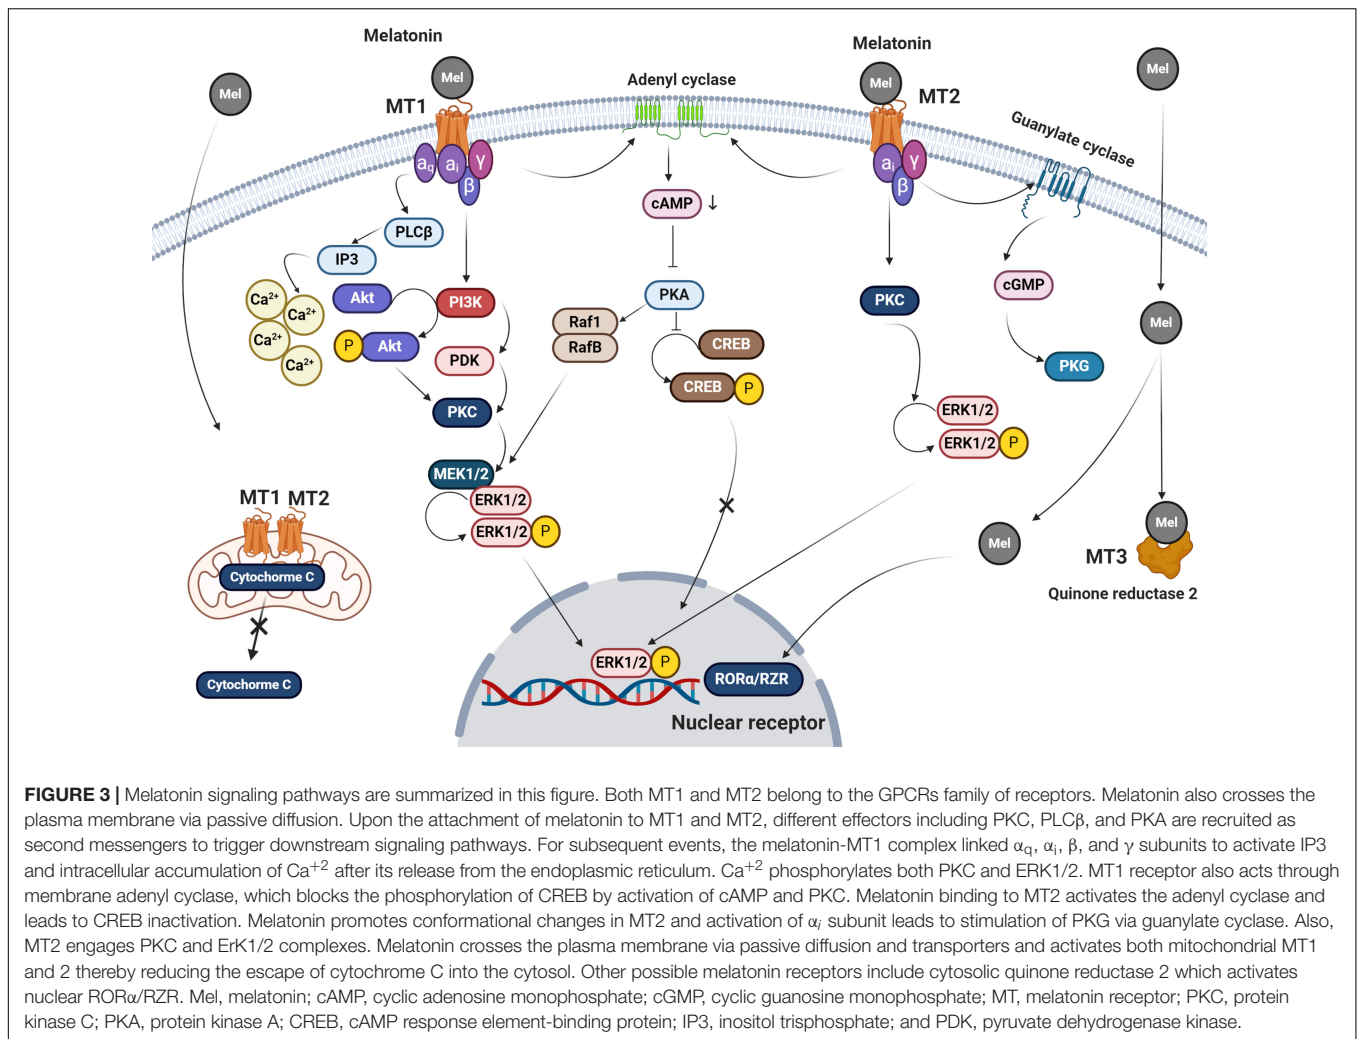 Melatonin
Mel
Mel
MT1
Adenyl cyclase
Melatonin
Mel
MT2
Mel
Guanylate cyclase
aq
ai
γ
β
ai
γ
β
cAMP ↓
PLCβ
IP3
Ca²⁺
Ca²⁺
Ca²⁺
Ca²⁺
Akt
PI3K
P
Akt
PDK
PKC
PKA
Raf1
RafB
CREB
CREB
P
PKC
cGMP
PKG
Mel
ERK1/2
ERK1/2
P
MEK1/2
ERK1/2
ERK1/2
P
MT1
MT2
Cytochorme C
Cytochorme C
Mel
Mel
MT3
Quinone reductase 2
ERK1/2
P
RORα/RZR
Nuclear receptor
FIGURE 3 | Melatonin signaling pathways are summarized in this figure. Both MT1 and MT2 belong to the GPCRs family of receptors. Melatonin also crosses the
plasma membrane via passive diffusion. Upon the attachment of melatonin to MT1 and MT2, different effectors including PKC, PLCβ, and PKA are recruited as
second messengers to trigger downstream signaling pathways. For subsequent events, the melatonin-MT1 complex linked αq, αi, β, and γ subunits to activate IP3
and intracellular accumulation of Ca⁺² after its release from the endoplasmic reticulum. Ca⁺² phosphorylates both PKC and ERK1/2. MT1 receptor also acts through
membrane adenyl cyclase, which blocks the phosphorylation of CREB by activation of cAMP and PKC. Melatonin binding to MT2 activates the adenyl cyclase and
leads to CREB inactivation. Melatonin promotes conformational changes in MT2 and activation of αi subunit leads to stimulation of PKG via guanylate cyclase. Also,
MT2 engages PKC and ErK1/2 complexes. Melatonin crosses the plasma membrane via passive diffusion and transporters and activates both mitochondrial MT1
and 2 thereby reducing the escape of cytochrome C into the cytosol. Other possible melatonin receptors include cytosolic quinone reductase 2 which activates
nuclear RORα/RZR. Mel, melatonin; cAMP, cyclic adenosine monophosphate; cGMP, cyclic guanosine monophosphate; MT, melatonin receptor; PKC, protein
kinase C; PKA, protein kinase A; CREB, cAMP response element-binding protein; IP3, inositol trisphosphate; and PDK, pyruvate dehydrogenase kinase.